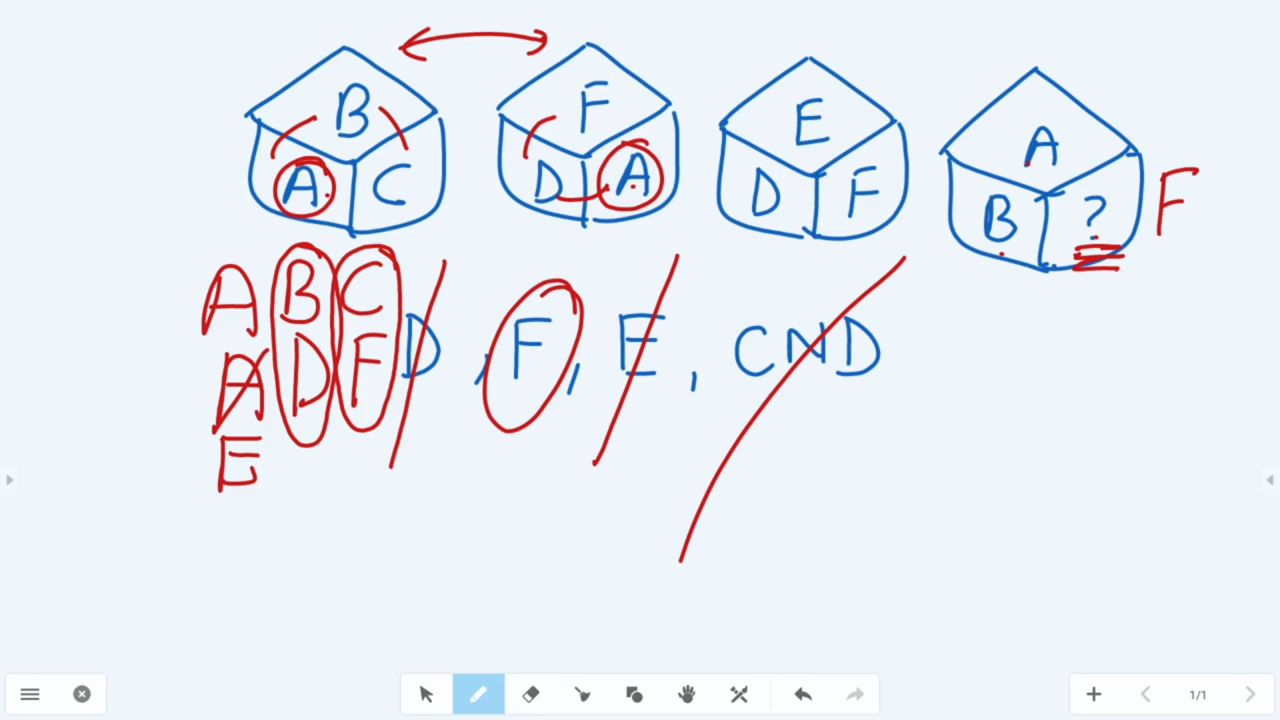 B F E A
A C D A D F B ? F
A B C
D , F , E , CND
A D F
E
1/1